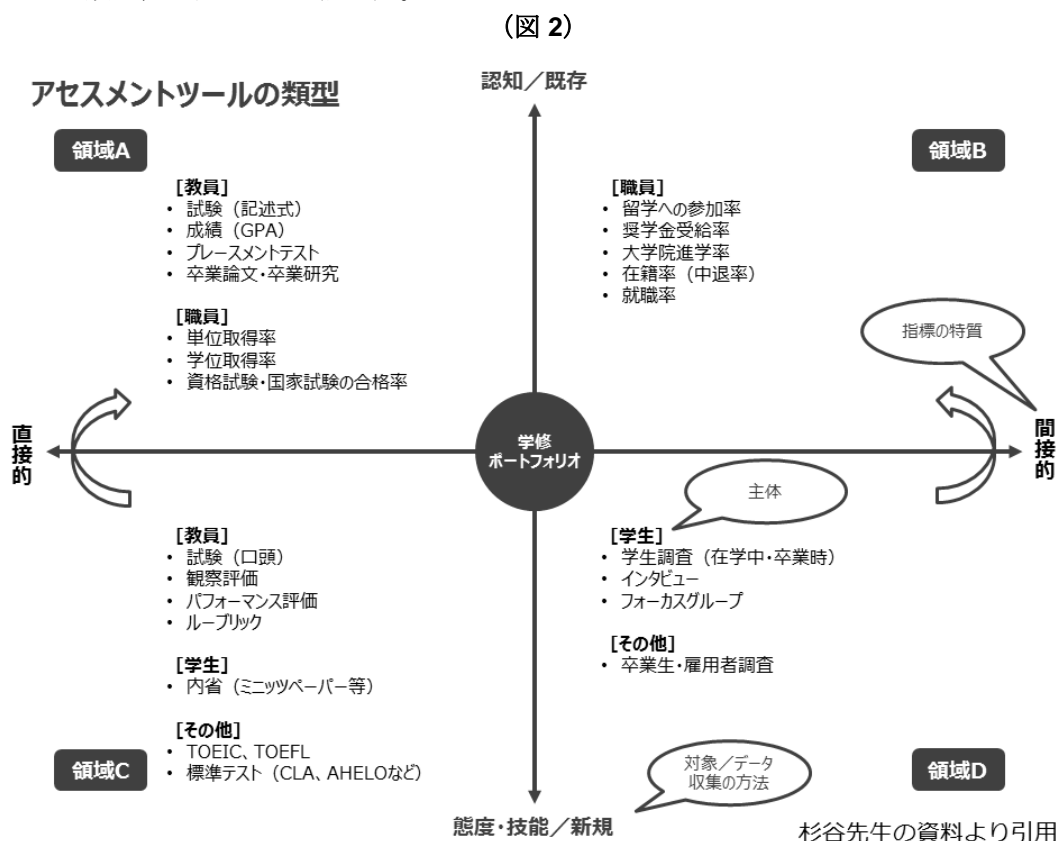 （図 2）
アセスメントツールの類型
認知／既存
領域A
領域B
［教員］
• 試験（記述式）
• 成績（GPA）
• プレースメントテスト
• 卒業論文・卒業研究
［職員］
• 単位取得率
• 学位取得率
• 資格試験・国家試験の合格率
［職員］
• 留学への参加率
• 奨学金受給率
• 大学院進学率
• 在籍率（中退率）
• 就職率
指標の特質
直接的
学修
ポートフォリオ
間接的
主体
［教員］
• 試験（口頭）
• 観察評価
• パフォーマンス評価
• ルーブリック
［学生］
• 内省（ミニッツペーパー等）
［その他］
• TOEIC、TOEFL
• 標準テスト（CLA、AHELOなど）
［学生］
• 学生調査（在学中・卒業時）
• インタビュー
• フォーカスグループ
［その他］
• 卒業生・雇用者調査
領域C
対象／データ
収集の方法
領域D
態度・技能／新規
杉谷先生の資料より引用